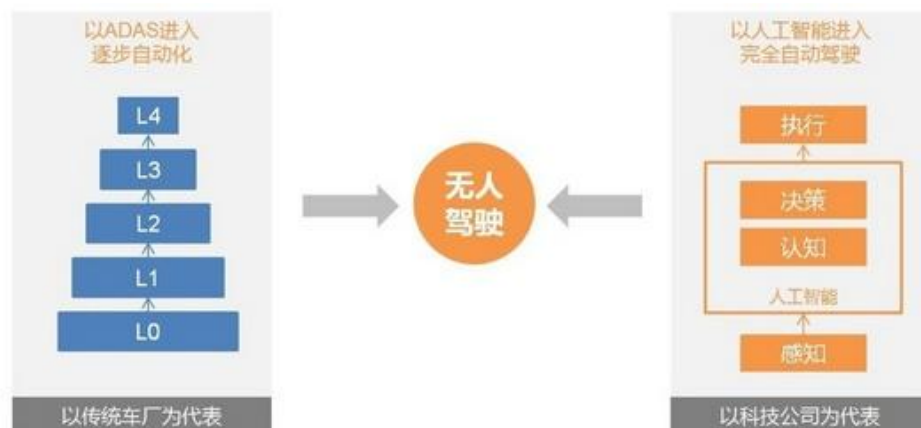 以ADAS进入
逐步自动化
L4
L3
L2
L1
L0
以传统车厂为代表
无人
驾驶
以人工智能进入
完全自动驾驶
执行
决策
认知
人工智能
感知
以科技公司为代表